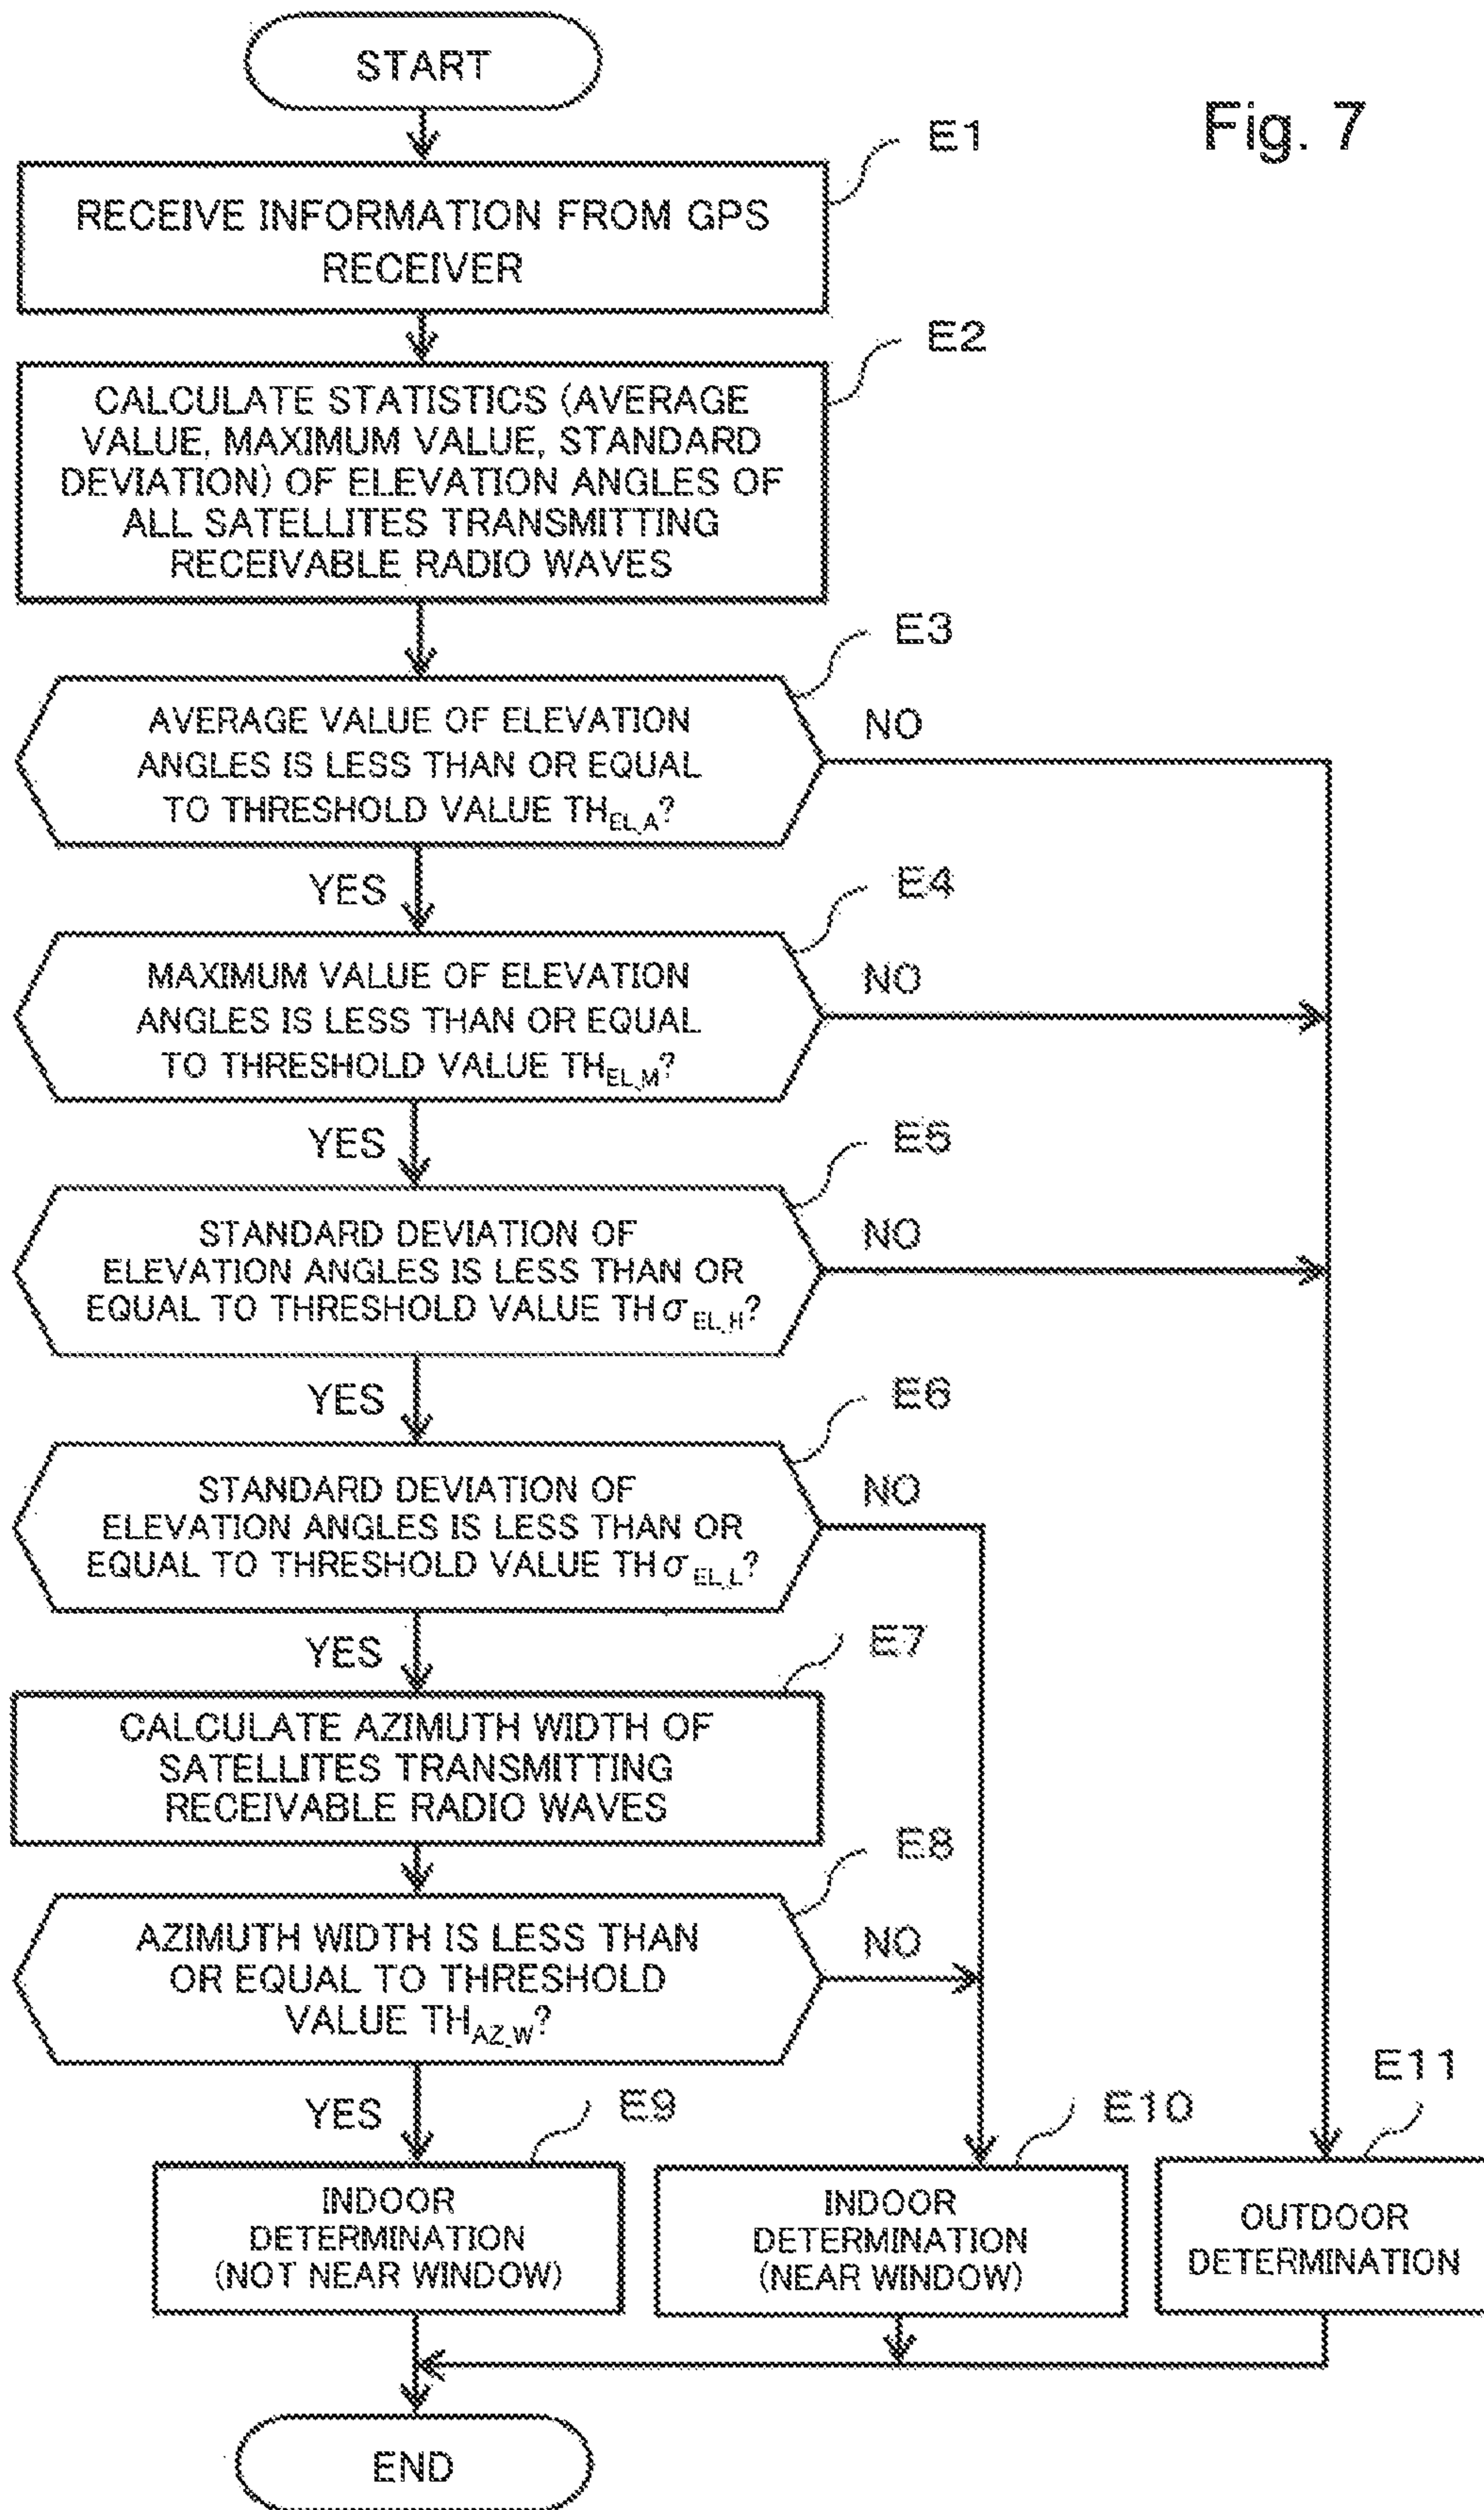 START
Fig. 7
E1
RECEIVE INFORMATION FROM GPS
RECEIVER
E2
CALCULATE STATISTICS (AVERAGE
VALUE, MAXIMUM VALUE, STANDARD
DEVIATION) OF ELEVATION ANGLES OF
ALL SATELLITES TRANSMITTING
RECEIVABLE RADIO WAVES
E3
AVERAGE VALUE OF ELEVATION
ANGLES IS LESS THAN OR EQUAL
TO THRESHOLD VALUE TH_EL_A?
NO
YES
E4
MAXIMUM VALUE OF ELEVATION
ANGLES IS LESS THAN OR EQUAL
TO THRESHOLD VALUE TH_EL_M?
NO
YES
E5
STANDARD DEVIATION OF
ELEVATION ANGLES IS LESS THAN OR
EQUAL TO THRESHOLD VALUE THσ_EL_H?
NO
YES
E6
STANDARD DEVIATION OF
ELEVATION ANGLES IS LESS THAN OR
EQUAL TO THRESHOLD VALUE THσ_EL_L?
NO
YES
E7
CALCULATE AZIMUTH WIDTH OF
SATELLITES TRANSMITTING
RECEIVABLE RADIO WAVES
E8
AZIMUTH WIDTH IS LESS THAN
OR EQUAL TO THRESHOLD
VALUE TH_AZ_W?
NO
YES
E9
INDOOR
DETERMINATION
(NOT NEAR WINDOW)
E10
INDOOR
DETERMINATION
(NEAR WINDOW)
E11
OUTDOOR
DETERMINATION
END